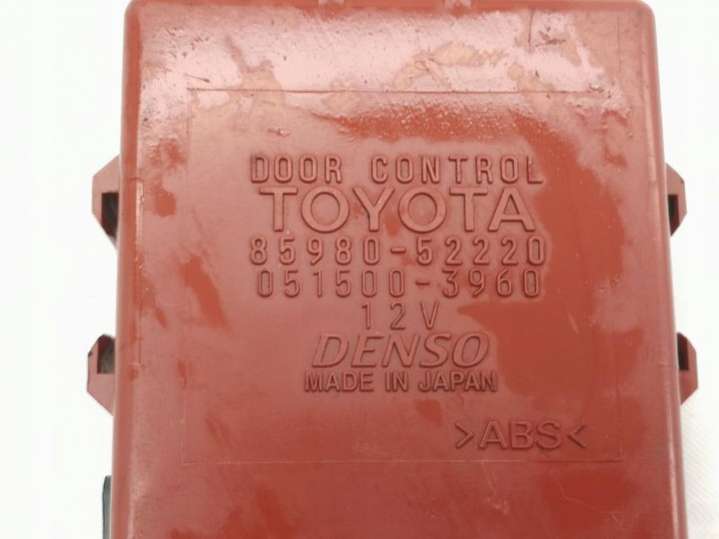 DOOR CONTROL
TOYOTA
85980-52220
051500-3960
12V
DENSO
MADE IN JAPAN
>ABS<